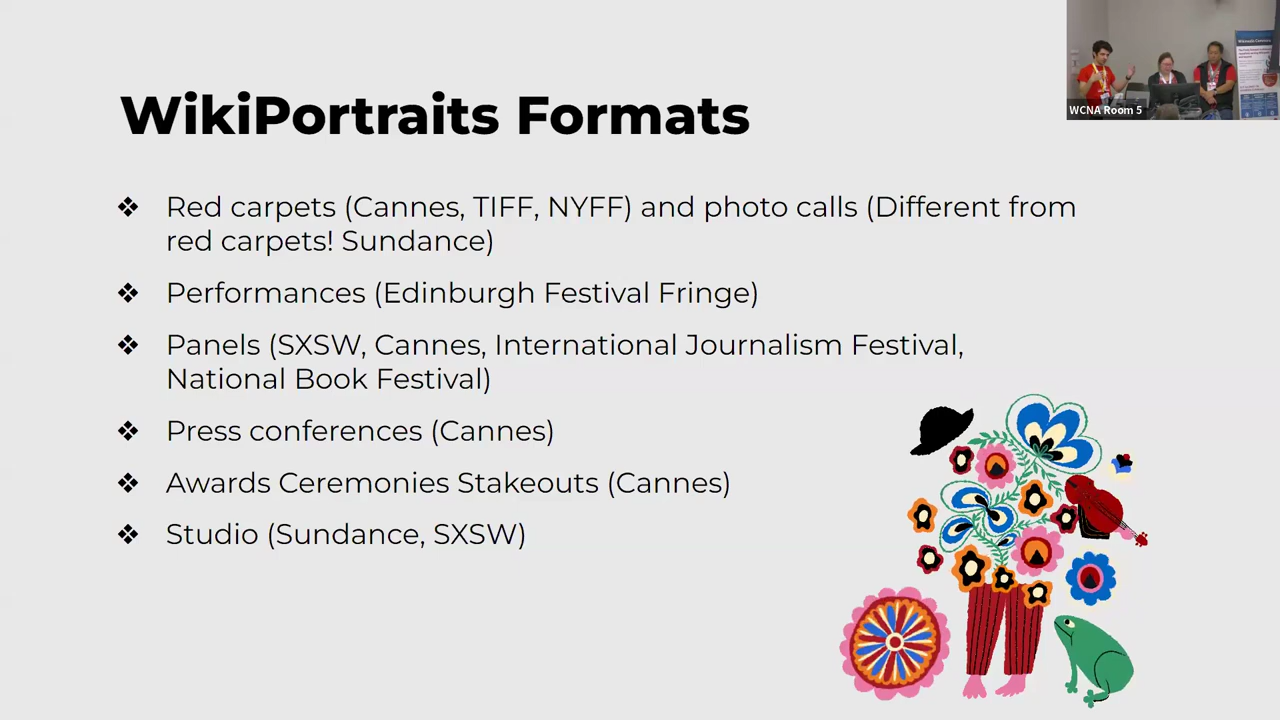 WCNA Room 5
WikiPortraits Formats
❖ Red carpets (Cannes, TIFF, NYFF) and photo calls (Different from
red carpets! Sundance)
❖ Performances (Edinburgh Festival Fringe)
❖ Panels (SXSW, Cannes, International Journalism Festival,
National Book Festival)
❖ Press conferences (Cannes)
❖ Awards Ceremonies Stakeouts (Cannes)
❖ Studio (Sundance, SXSW)